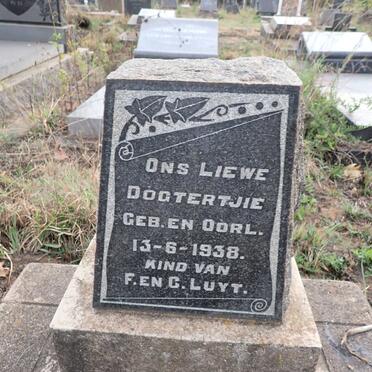 ONS LIEWE
DOGTERTJIE
GEB.EN OORL.
13-6-1938.
KIND VAN
F.EN C. LUYT.